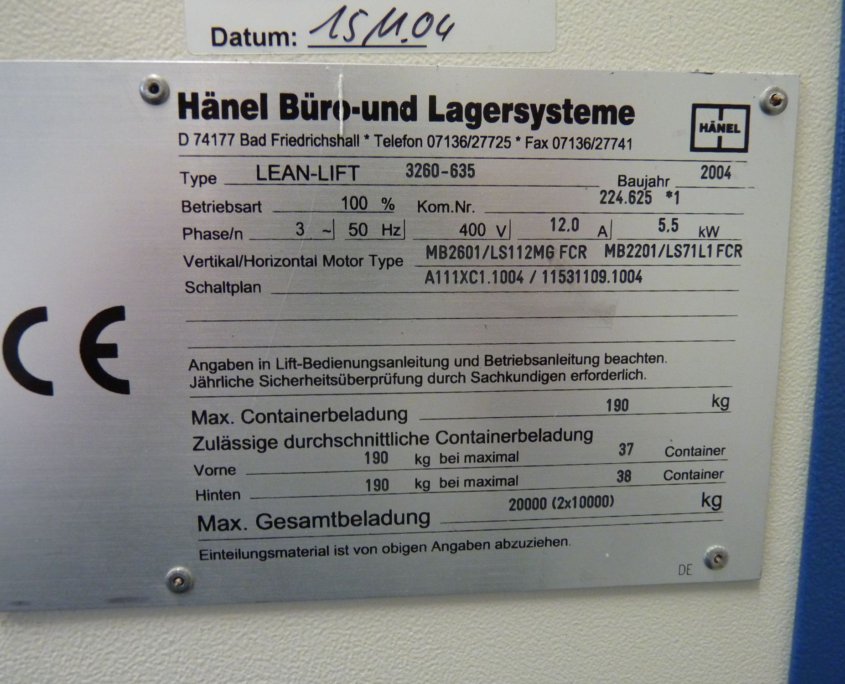 Datum: 15/11.04
Hänel Büro-und Lagersysteme
HÄNEL
D 74177 Bad Friedrichshall * Telefon 07136/27725 * Fax 07136/27741
Type LEAN-LIFT 3260-635 Baujahr 2004
Betriebsart 100 % Kom.Nr. 224.625 *1
Phase/n 3 ~ 50 Hz 400 V 12.0 A 5,5 kW
Vertikal/Horizontal Motor Type MB2601/LS112MG FCR MB2201/LS71L1 FCR
Schaltplan A111XC1.1004 / 11531109.1004
CE
Angaben in Lift-Bedienungsanleitung und Betriebsanleitung beachten.
Jährliche Sicherheitsüberprüfung durch Sachkundigen erforderlich.
Max. Containerbeladung 190 kg
Zulässige durchschnittliche Containerbeladung
Vorne 190 kg bei maximal 37 Container
Hinten 190 kg bei maximal 38 Container
Max. Gesamtbeladung 20000 (2x10000) kg
Einteilungsmaterial ist von obigen Angaben abzuziehen.
DE